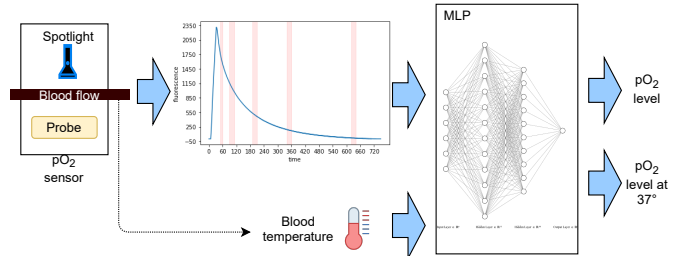 Spotlight
Blood flow
Probe
pO2
sensor
fluorescence
2350
2050
1750
1450
1150
850
550
250
−50
0 60 120 180 240 300 360 420 480 540 600 660 720
time
Blood
temperature
MLP
pO2
level
pO2
level at
37°